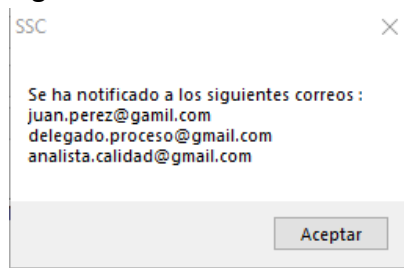 SSC
Se ha notificado a los siguientes correos :
juan.perez@gamil.com
delegado.proceso@gmail.com
analista.calidad@gmail.com
Aceptar